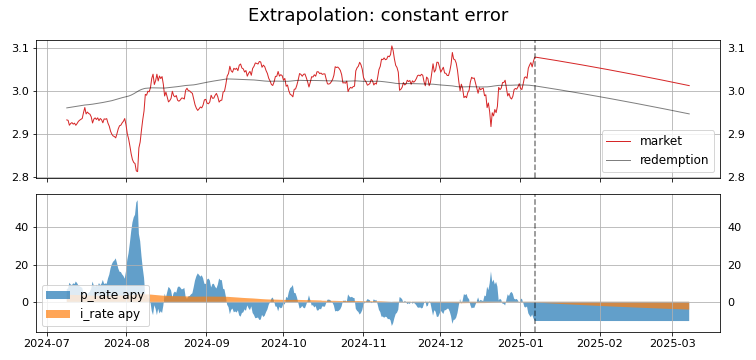 Extrapolation: constant error
3.1
3.1
3.0
3.0
2.9
2.9
2.8
2.8
market
redemption
40
40
20
20
0
0
p_rate apy
i_rate apy
2024-07 2024-08 2024-09 2024-10 2024-11 2024-12 2025-01 2025-02 2025-03